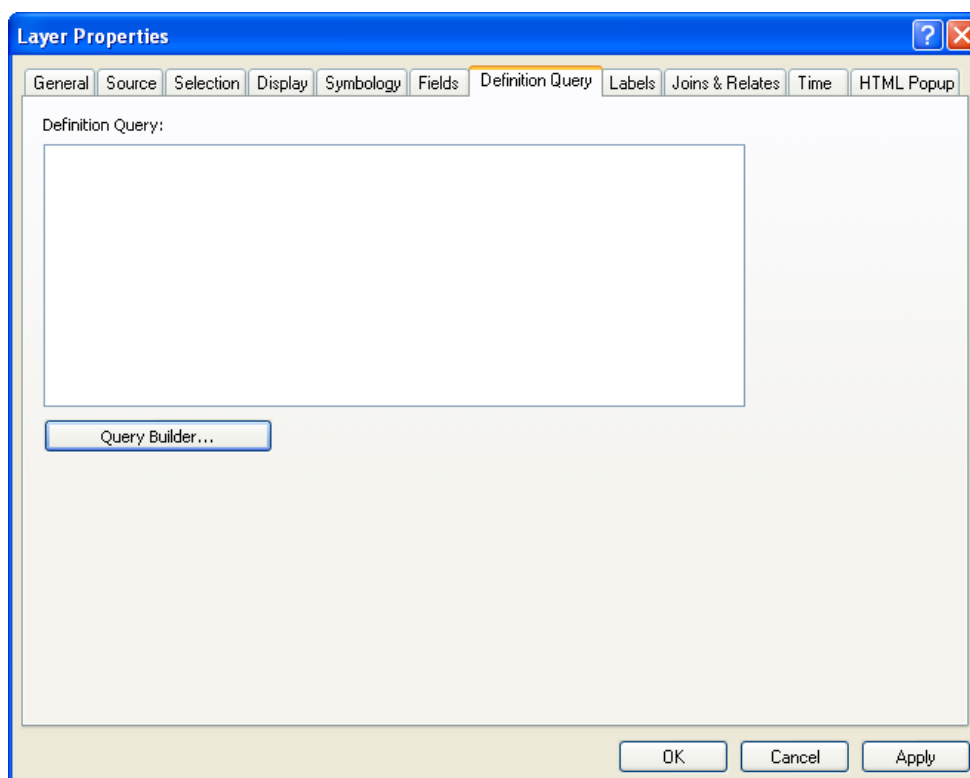 Layer Properties
General Source Selection Display Symbology Fields Definition Query Labels Joins & Relates Time HTML Popup
Definition Query:
Query Builder...
OK Cancel Apply